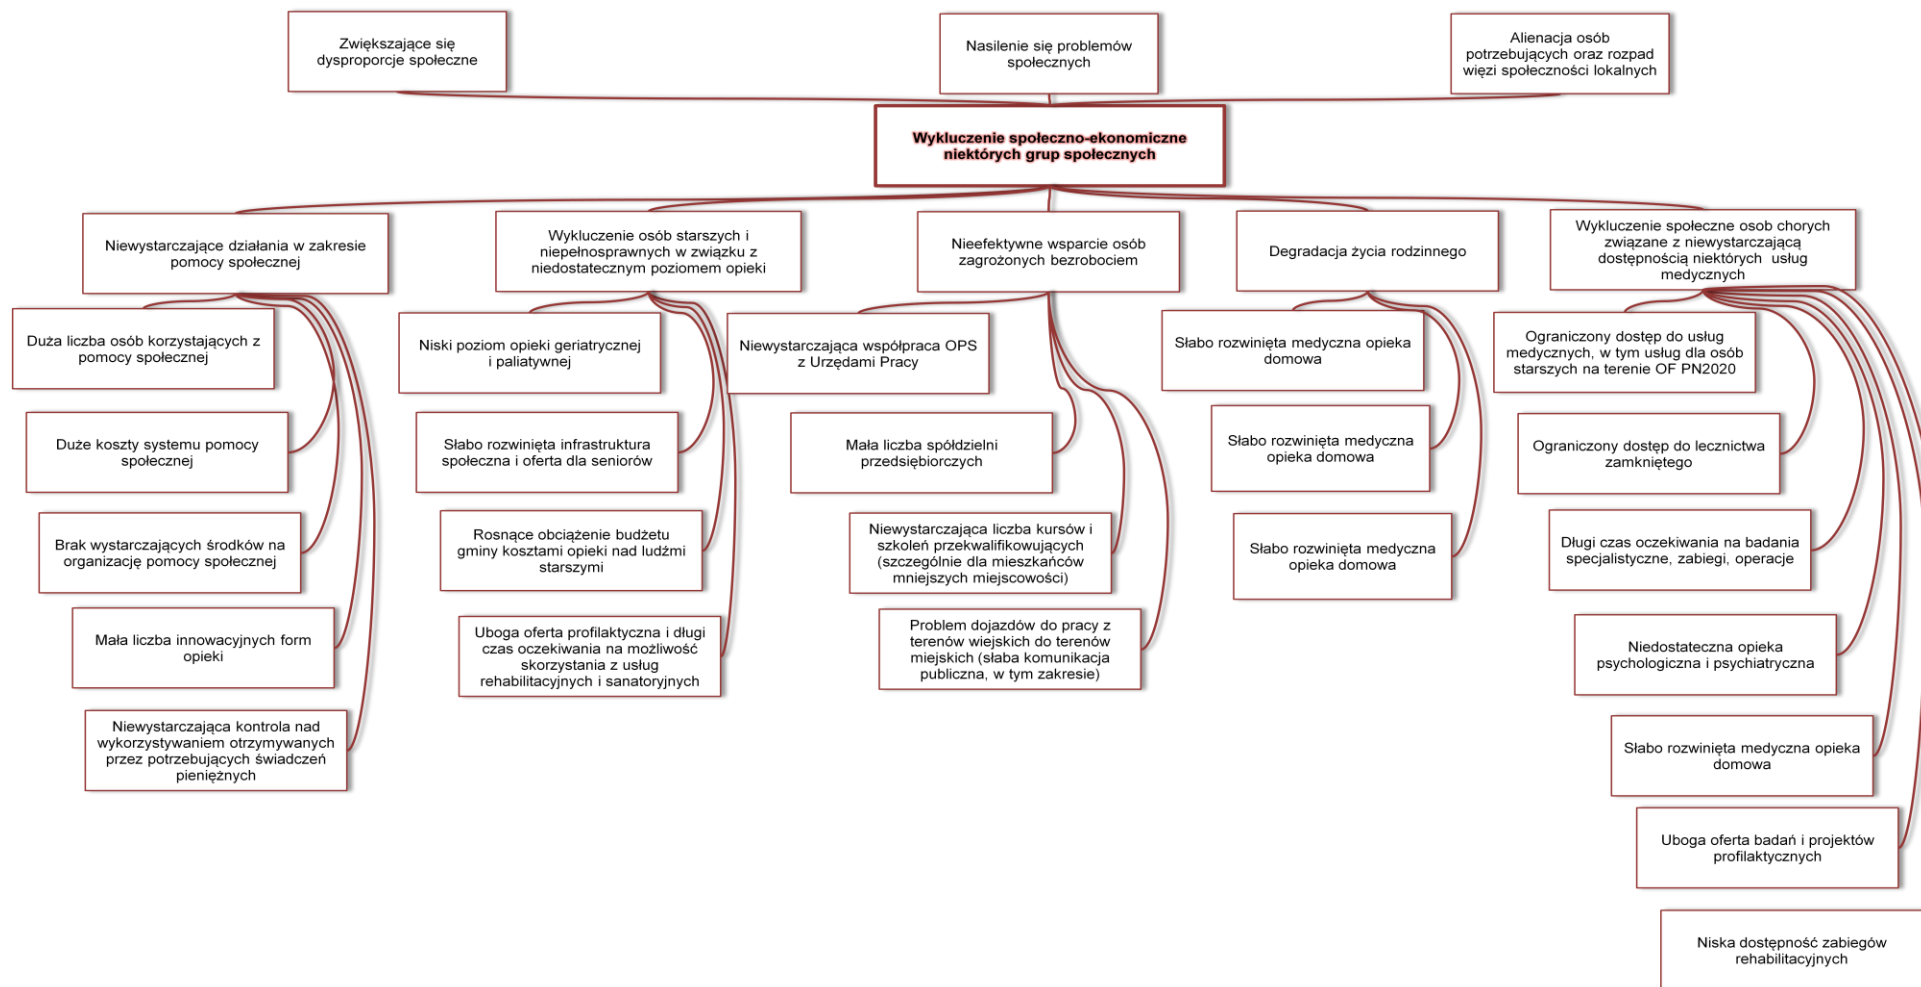 Zwiększające się
dysproporcje społeczne
Nasilenie się problemów
społecznych
Alienacja osób
potrzebujących oraz rozpad
więzi społeczności lokalnych
Wykluczenie społeczno-ekonomiczne
niektórych grup społecznych
Niewystarczające działania w zakresie
pomocy społecznej
Duża liczba osób korzystających z
pomocy społecznej
Duże koszty systemu pomocy
społecznej
Brak wystarczających środków na
organizację pomocy społecznej
Mała liczba innowacyjnych form
opieki
Niewystarczająca kontrola nad
wykorzystywaniem otrzymywanych
przez potrzebujących świadczeń
pieniężnych
Wykluczenie osób starszych i
niepełnosprawnych w związku z
niedostatecznym poziomem opieki
Niski poziom opieki geriatrycznej
i paliatywnej
Słabo rozwinięta infrastruktura
społeczna i oferta dla seniorów
Rosnące obciążenie budżetu
gminy kosztami opieki nad ludźmi
starszymi
Uboga oferta profilaktyczna i długi
czas oczekiwania na możliwość
skorzystania z usług
rehabilitacyjnych i sanatoryjnych
Nieefektywne wsparcie osób
zagrożonych bezrobociem
Niewystarczająca współpraca OPS
z Urzędami Pracy
Mała liczba spółdzielni
przedsiębiorczych
Niewystarczająca liczba kursów i
szkoleń przekwalifikowujących
(szczególnie dla mieszkańców
mniejszych miejscowości)
Problem dojazdów do pracy z
terenów wiejskich do terenów
miejskich (słaba komunikacja
publiczna, w tym zakresie)
Degradacja życia rodzinnego
Słabo rozwinięta medyczna opieka
domowa
Słabo rozwinięta medyczna
opieka domowa
Słabo rozwinięta medyczna
opieka domowa
Wykluczenie społeczne osob chorych
związane z niewystarczającą
dostępnością niektórych usług
medycznych
Ograniczony dostęp do usług
medycznych, w tym usług dla osób
starszych na terenie OF PN2020
Ograniczony dostęp do lecznictwa
zamkniętego
Długi czas oczekiwania na badania
specjalistyczne, zabiegi, operacje
Niedostateczna opieka
psychologiczna i psychiatryczna
Słabo rozwinięta medyczna opieka
domowa
Uboga oferta badań i projektów
profilaktycznych
Niska dostępność zabiegów
rehabilitacyjnych